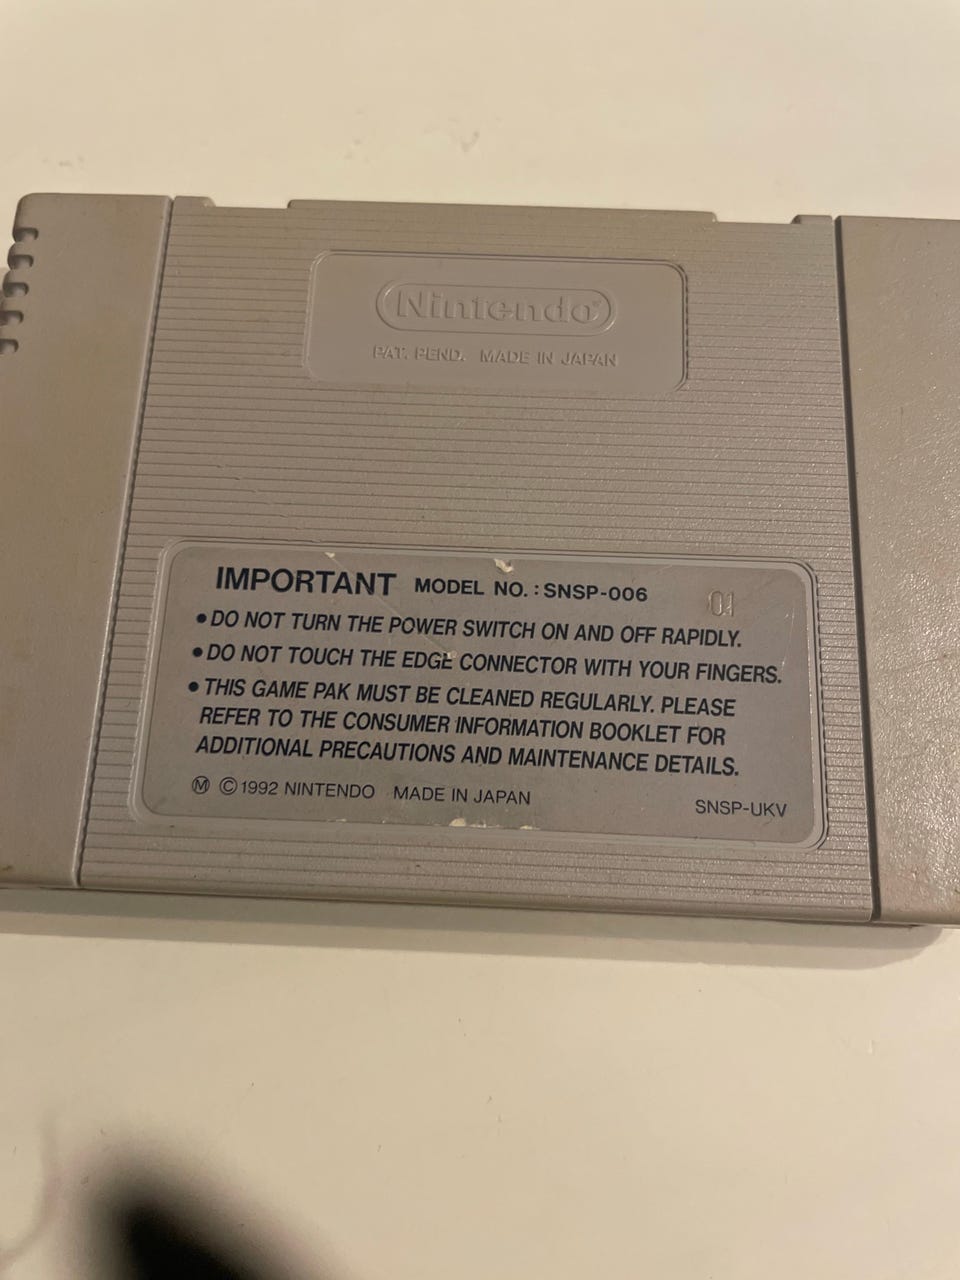 Nintendo®
PAT. PEND. MADE IN JAPAN
IMPORTANT MODEL NO. : SNSP-006
01
• DO NOT TURN THE POWER SWITCH ON AND OFF RAPIDLY.
• DO NOT TOUCH THE EDGE CONNECTOR WITH YOUR FINGERS.
• THIS GAME PAK MUST BE CLEANED REGULARLY. PLEASE
REFER TO THE CONSUMER INFORMATION BOOKLET FOR
ADDITIONAL PRECAUTIONS AND MAINTENANCE DETAILS.
Ⓜ © 1992 NINTENDO MADE IN JAPAN
SNSP-UKV